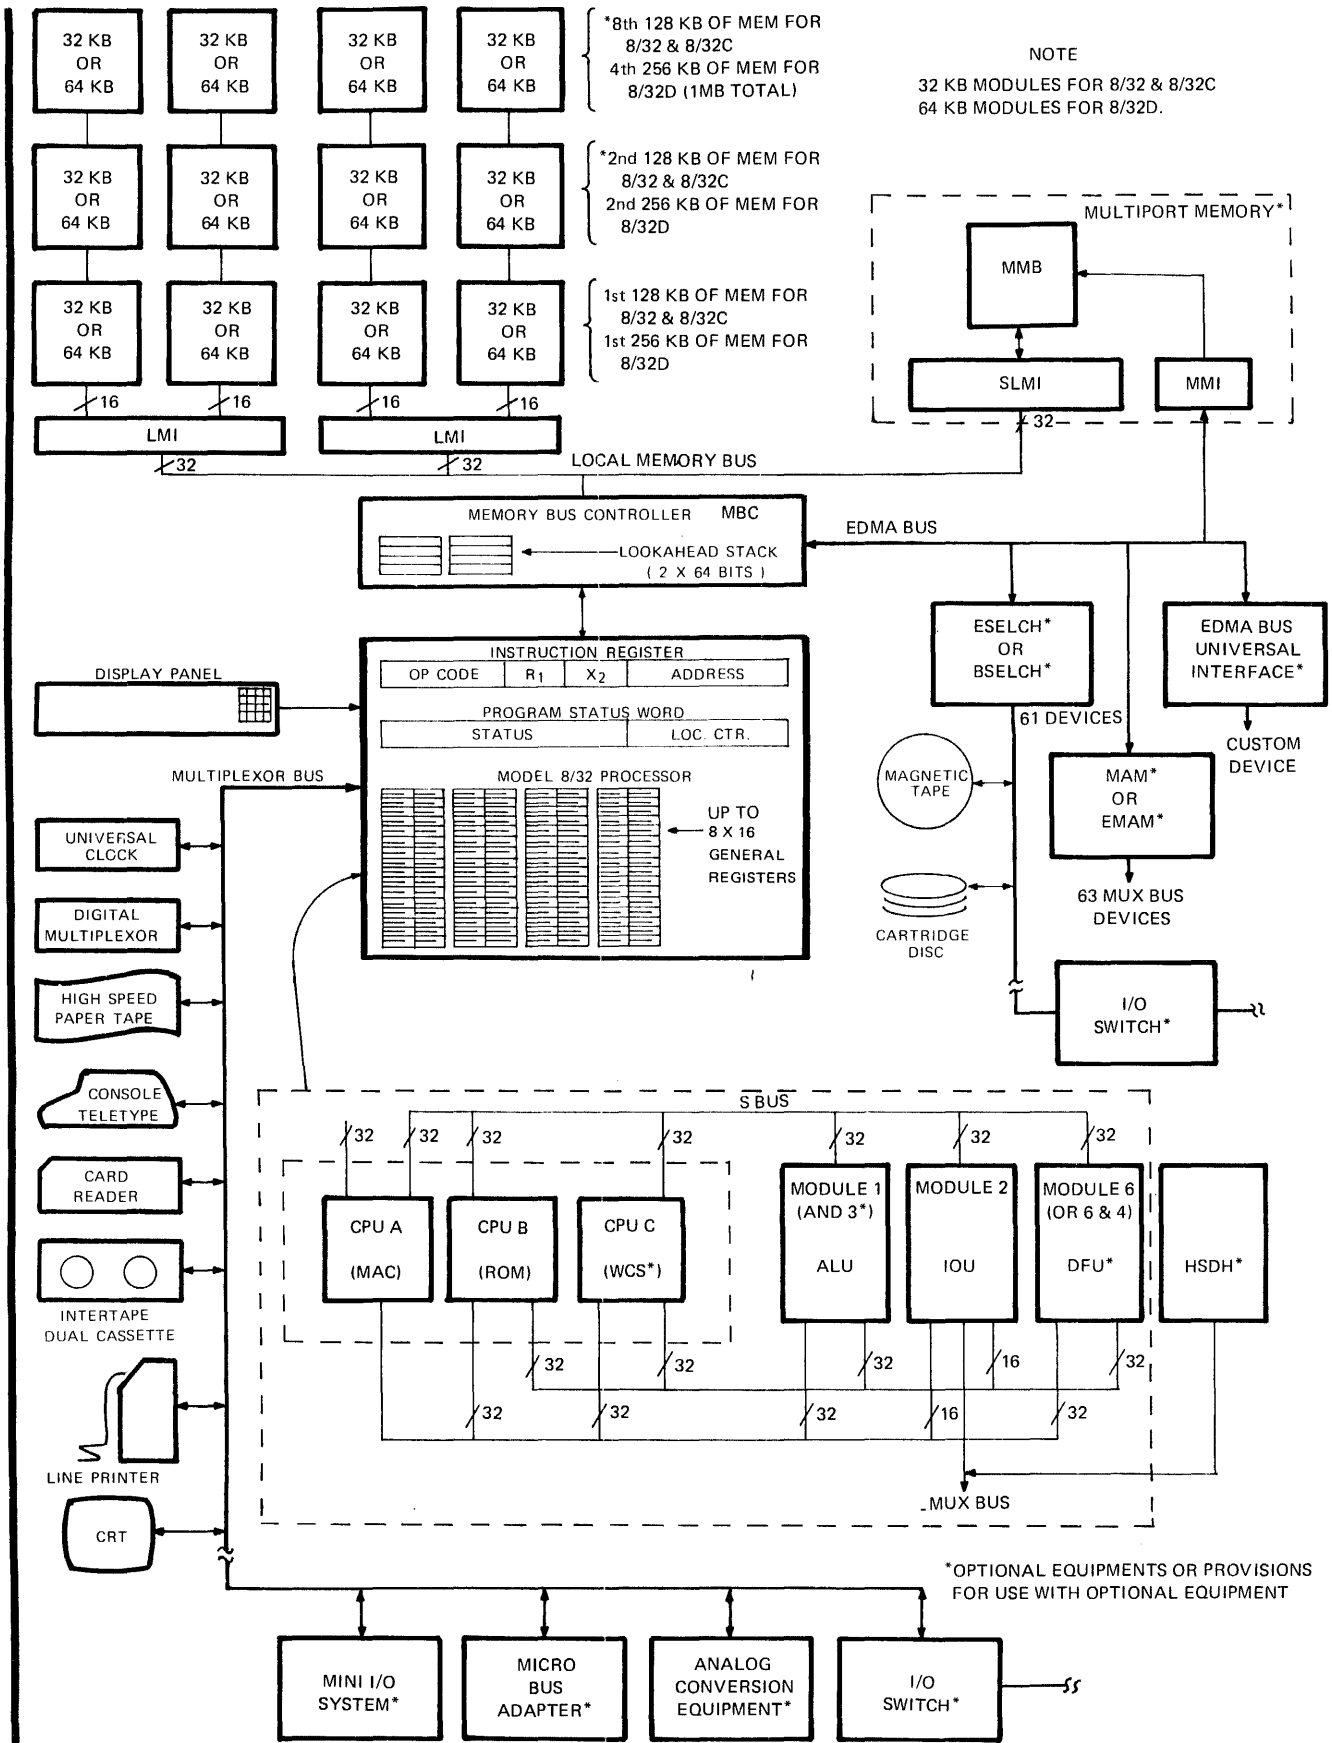 32 KB
OR
64 KB
32 KB
OR
64 KB
32 KB
OR
64 KB
32 KB
OR
64 KB
*8th 128 KB OF MEM FOR
8/32 & 8/32C
4th 256 KB OF MEM FOR
8/32D (1MB TOTAL)
NOTE
32 KB MODULES FOR 8/32 & 8/32C
64 KB MODULES FOR 8/32D.
32 KB
OR
64 KB
32 KB
OR
64 KB
32 KB
OR
64 KB
32 KB
OR
64 KB
*2nd 128 KB OF MEM FOR
8/32 & 8/32C
2nd 256 KB OF MEM FOR
8/32D
32 KB
OR
64 KB
32 KB
OR
64 KB
32 KB
OR
64 KB
32 KB
OR
64 KB
1st 128 KB OF MEM FOR
8/32 & 8/32C
1st 256 KB OF MEM FOR
8/32D
MULTIPORT MEMORY*
MMB
SLMI
MMI
32
16
16
16
16
LMI
LMI
32
32
LOCAL MEMORY BUS
MEMORY BUS CONTROLLER MBC
LOOKAHEAD STACK
( 2 X 64 BITS )
EDMA BUS
ESELCH*
OR
BSELCH*
EDMA BUS
UNIVERSAL
INTERFACE*
61 DEVICES
CUSTOM
DEVICE
MAGNETIC
TAPE
MAM*
OR
EMAM*
63 MUX BUS
DEVICES
CARTRIDGE
DISC
I/O
SWITCH*
DISPLAY PANEL
INSTRUCTION REGISTER
OP CODE R1 X2 ADDRESS
PROGRAM STATUS WORD
STATUS LOC. CTR.
MODEL 8/32 PROCESSOR
UP TO
8 X 16
GENERAL
REGISTERS
MULTIPLEXOR BUS
UNIVERSAL
CLOCK
DIGITAL
MULTIPLEXOR
HIGH SPEED
PAPER TAPE
CONSOLE
TELETYPE
CARD
READER
INTERTAPE
DUAL CASSETTE
LINE PRINTER
CRT
S BUS
32
32
32
32
32
32
32
CPU A
(MAC)
CPU B
(ROM)
CPU C
(WCS*)
MODULE 1
(AND 3*)
ALU
MODULE 2
IOU
MODULE 6
(OR 6 & 4)
DFU*
HSDH*
32
32
32
16
32
32
32
32
16
32
MUX BUS
*OPTIONAL EQUIPMENTS OR PROVISIONS
FOR USE WITH OPTIONAL EQUIPMENT
MINI I/O
SYSTEM*
MICRO
BUS
ADAPTER*
ANALOG
CONVERSION
EQUIPMENT*
I/O
SWITCH*